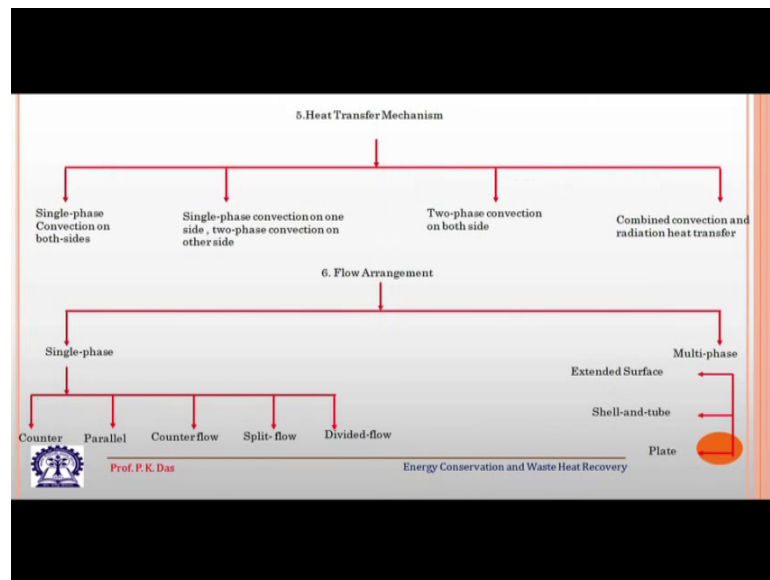 5.Heat Transfer Mechanism
Single-phase
Convection on
both-sides
Single-phase convection on one
side , two-phase convection on
other side
Two-phase convection
on both side
Combined convection and
radiation heat transfer
6. Flow Arrangement
Single-phase
Multi-phase
Extended Surface
Shell-and-tube
Plate
Counter
Parallel
Counter flow
Split- flow
Divided-flow
Prof. P. K. Das
Energy Conservation and Waste Heat Recovery